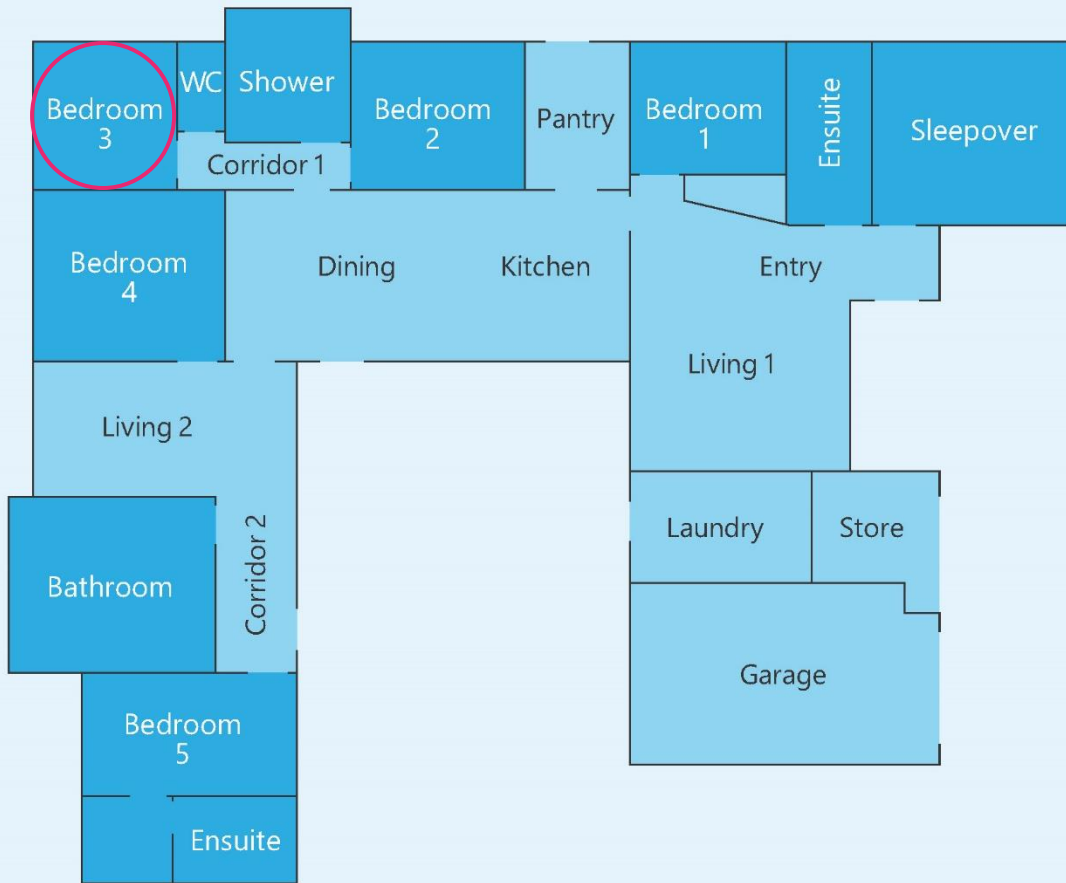 WC
Shower
Bedroom
3
Bedroom
2
Pantry
Bedroom
1
Ensuite
Sleepover
Corridor 1
Bedroom
4
Dining
Kitchen
Entry
Living 1
Living 2
Corridor 2
Laundry
Store
Bathroom
Garage
Bedroom
5
Ensuite